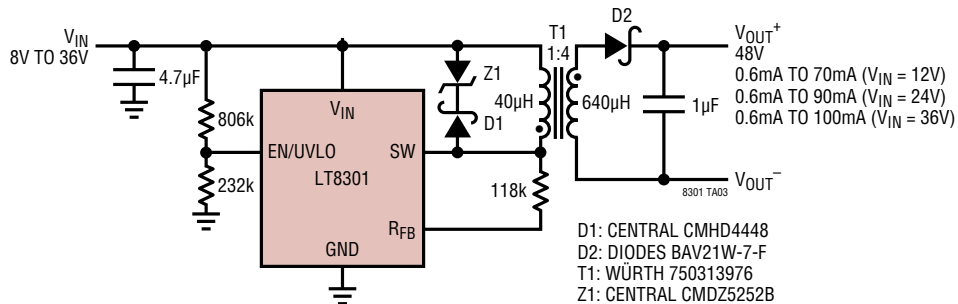 VIN
8V TO 36V
4.7µF
806k
232k
VIN
EN/UVLO
SW
LT8301
RFB
GND
Z1
D1
118k
T1
1:4
40µH
640µH
D2
1µF
VOUT+
48V
0.6mA TO 70mA (VIN = 12V)
0.6mA TO 90mA (VIN = 24V)
0.6mA TO 100mA (VIN = 36V)
VOUT–
8301 TA03
D1: CENTRAL CMHD4448
D2: DIODES BAV21W-7-F
T1: WÜRTH 750313976
Z1: CENTRAL CMDZ5252B